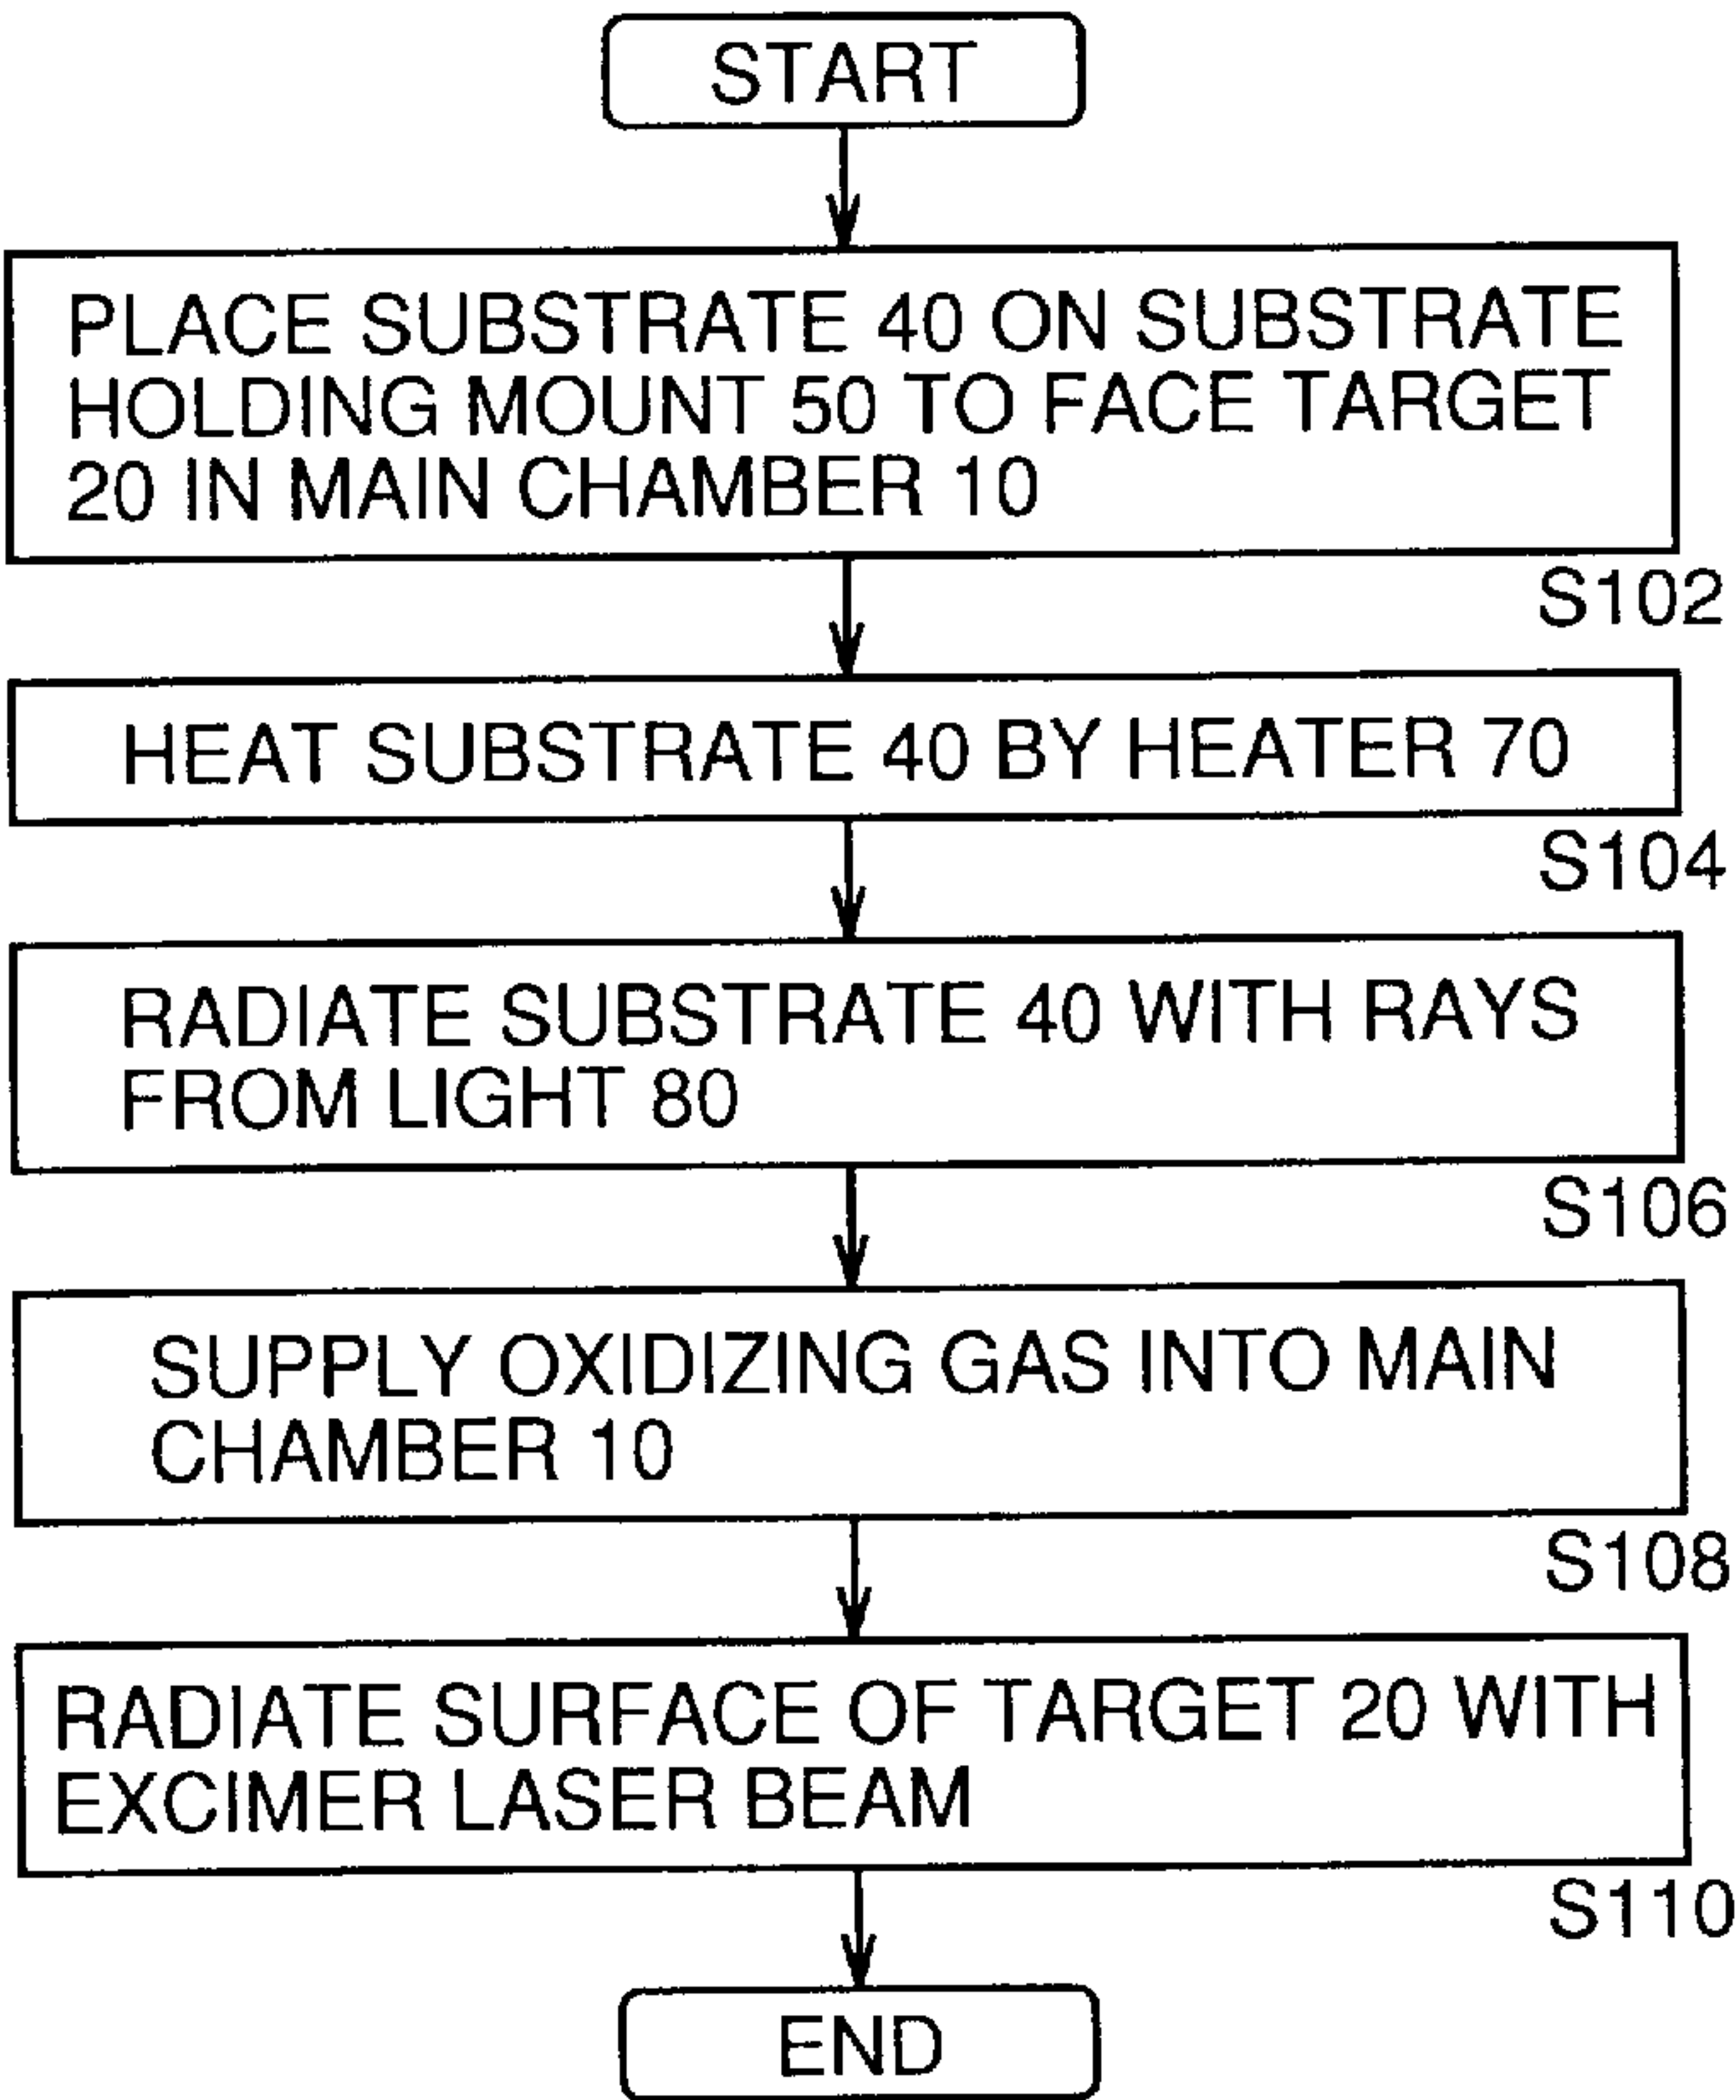 START
PLACE SUBSTRATE 40 ON SUBSTRATE
HOLDING MOUNT 50 TO FACE TARGET
20 IN MAIN CHAMBER 10
S102
HEAT SUBSTRATE 40 BY HEATER 70
S104
RADIATE SUBSTRATE 40 WITH RAYS
FROM LIGHT 80
S106
SUPPLY OXIDIZING GAS INTO MAIN
CHAMBER 10
S108
RADIATE SURFACE OF TARGET 20 WITH
EXCIMER LASER BEAM
S110
END